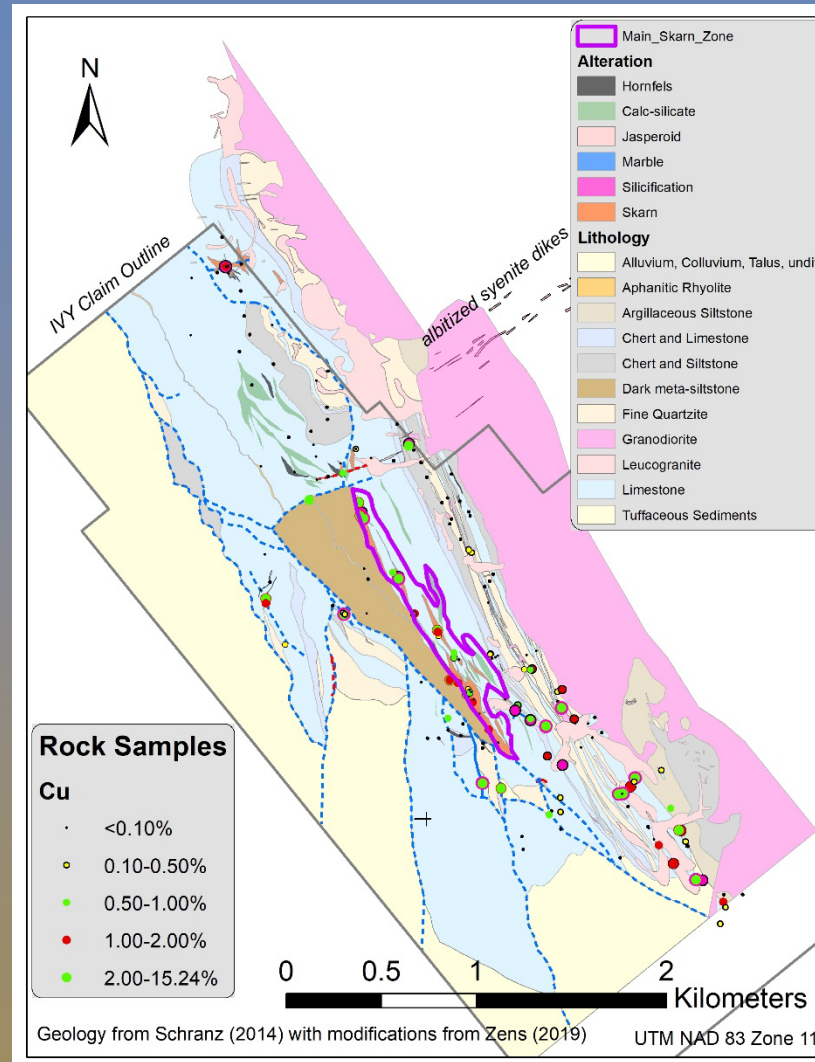 N
IVY Claim Outline
albitized syenite dikes
Main_Skarn_Zone
Alteration
Hornfels
Calc-silicate
Jasperoid
Marble
Silicification
Skarn
Lithology
Alluvium, Colluvium, Talus, undi
Aphanitic Rhyolite
Argillaceous Siltstone
Chert and Limestone
Chert and Siltstone
Dark meta-siltstone
Fine Quartzite
Granodiorite
Leucogranite
Limestone
Tuffaceous Sediments
Rock Samples
Cu
<0.10%
0.10-0.50%
0.50-1.00%
1.00-2.00%
2.00-15.24%
0 0.5 1 2
Kilometers
Geology from Schranz (2014) with modifications from Zens (2019)
UTM NAD 83 Zone 11